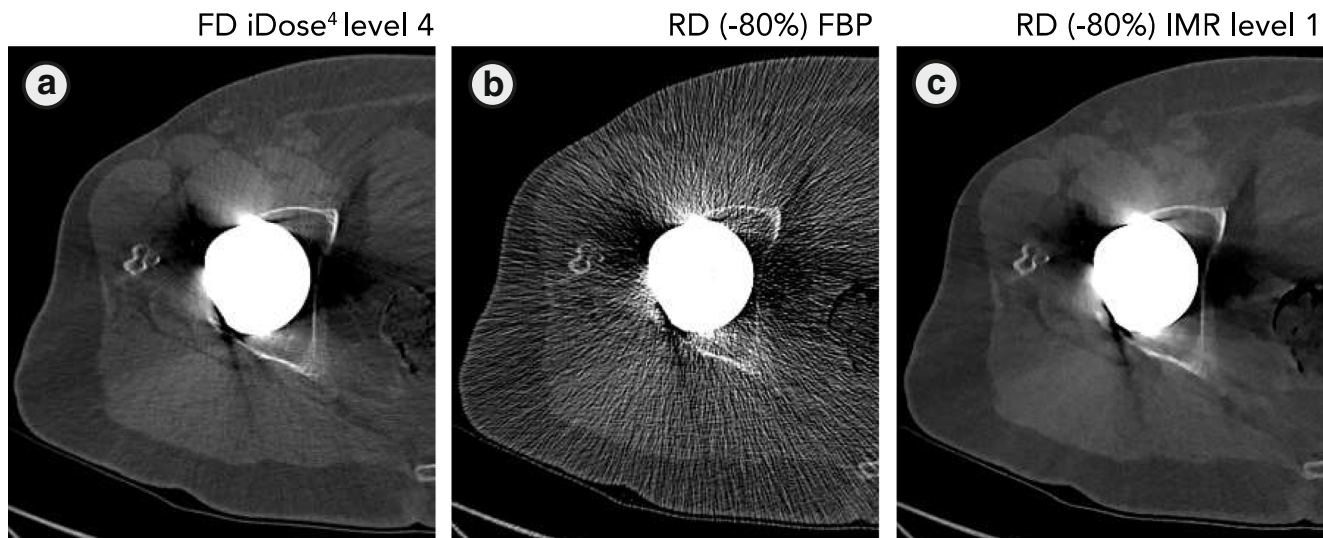 FD iDose⁴ level 4
RD (-80%) FBP
RD (-80%) IMR level 1
a
b
c